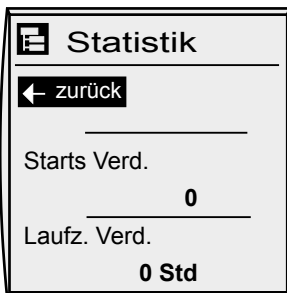 Statistik
← zurück
Starts Verd.
0
Laufz. Verd.
0 Std